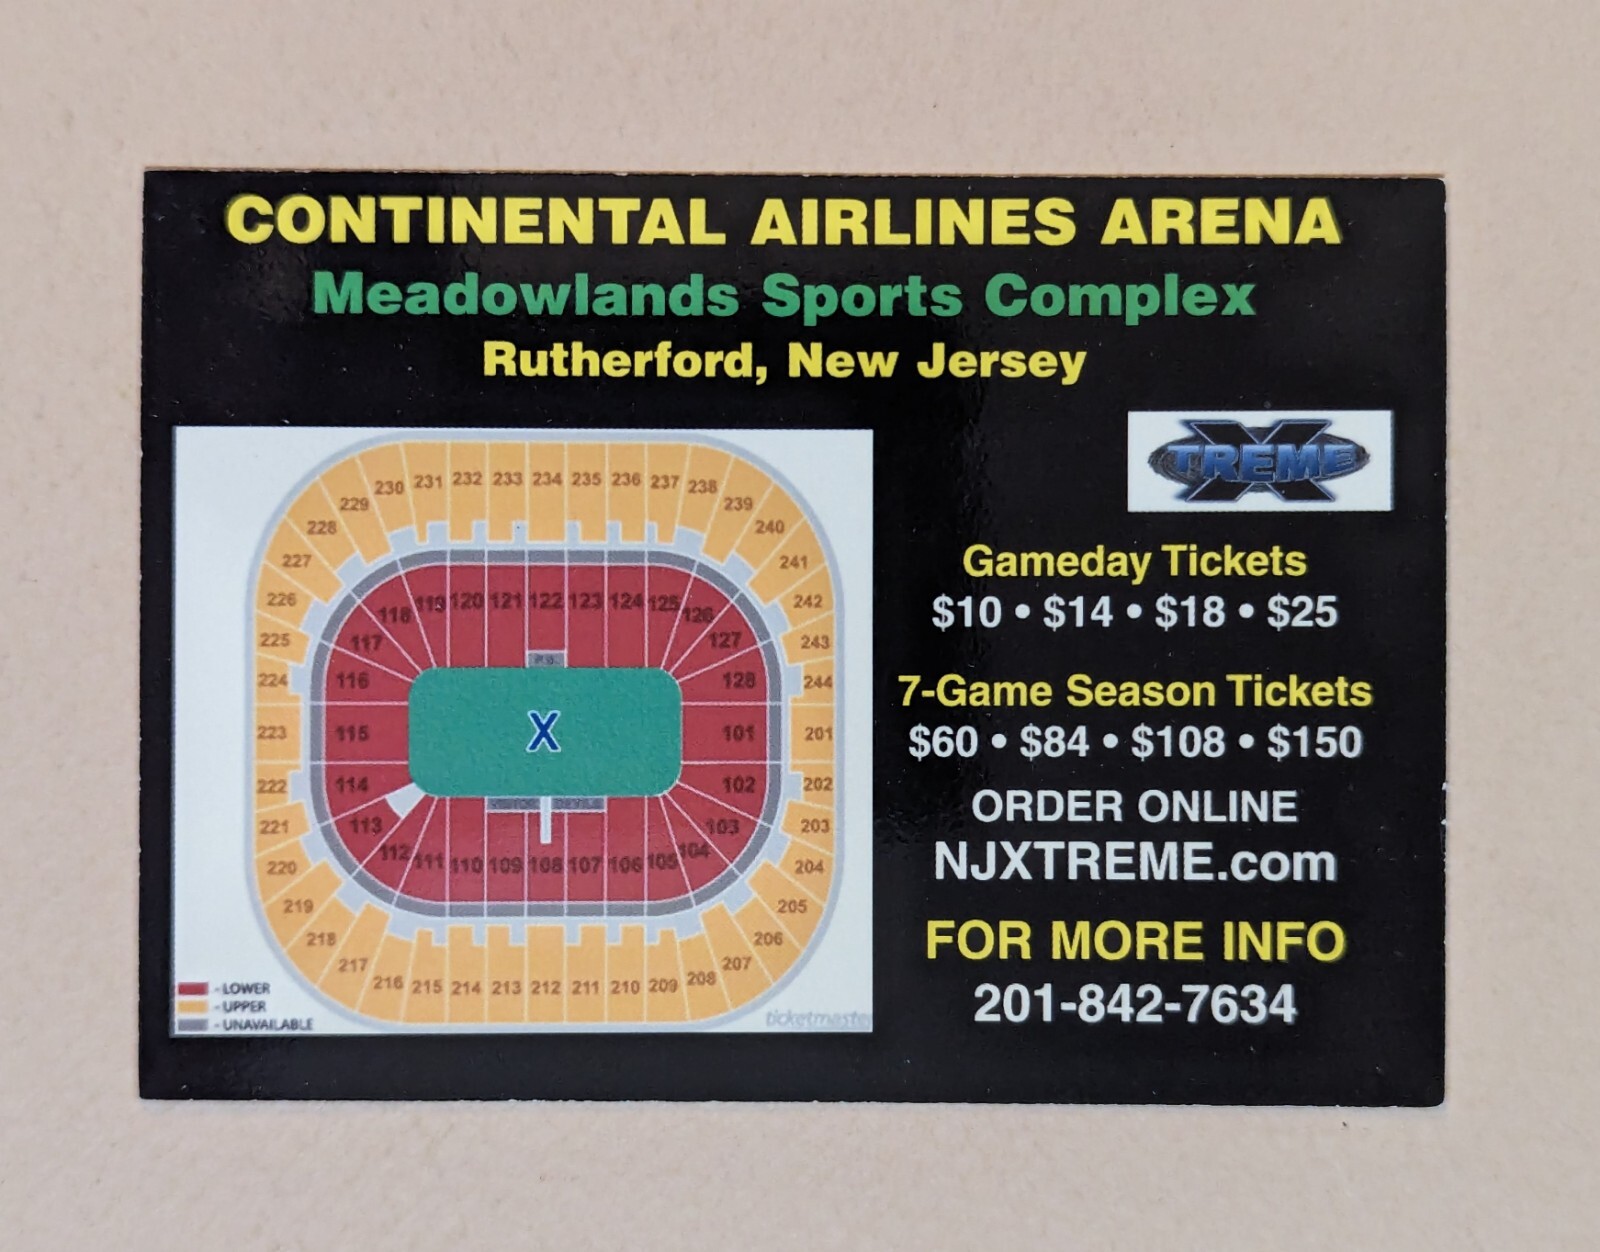 CONTINENTAL AIRLINES ARENA
Meadowlands Sports Complex
Rutherford, New Jersey
XTREME
Gameday Tickets
$10 • $14 • $18 • $25
7-Game Season Tickets
$60 • $84 • $108 • $150
ORDER ONLINE
NJXTREME.com
FOR MORE INFO
201-842-7634
230 231 232 233 234 235 236 237 238
229 239
228 240
227 241
226 242
225 243
224 244
223 201
222 202
221 203
220 204
219 205
218 206
217 207
216 215 214 213 212 211 210 209 208
118 119 120 121 122 123 124 125 126
117 127
116 128
115 X 101
114 102
113 103
112 111 110 109 108 107 106 105 104
VISITOR DEVILS
- LOWER
- UPPER
- UNAVAILABLE
ticketmaster